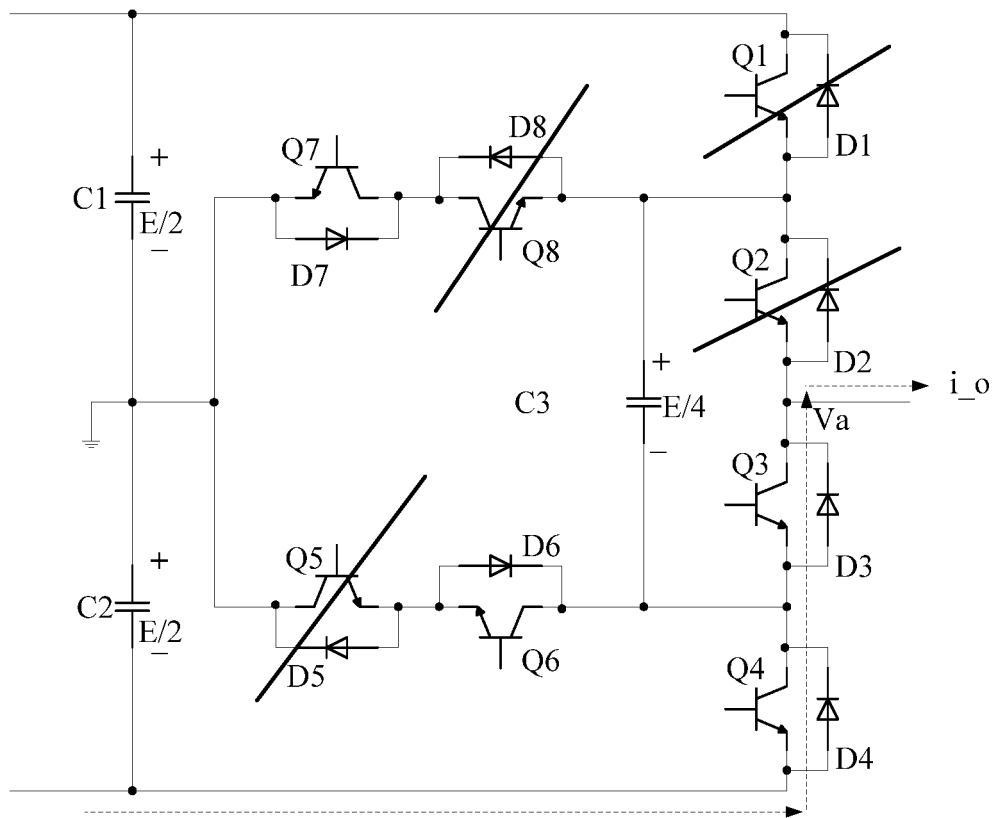 Q1
D1
Q7
D8
C1
+
E/2
−
D7
Q8
Q2
D2
C3
+
E/4
−
i_o
Va
Q3
D3
Q5
D6
C2
+
E/2
−
D5
Q6
Q4
D4